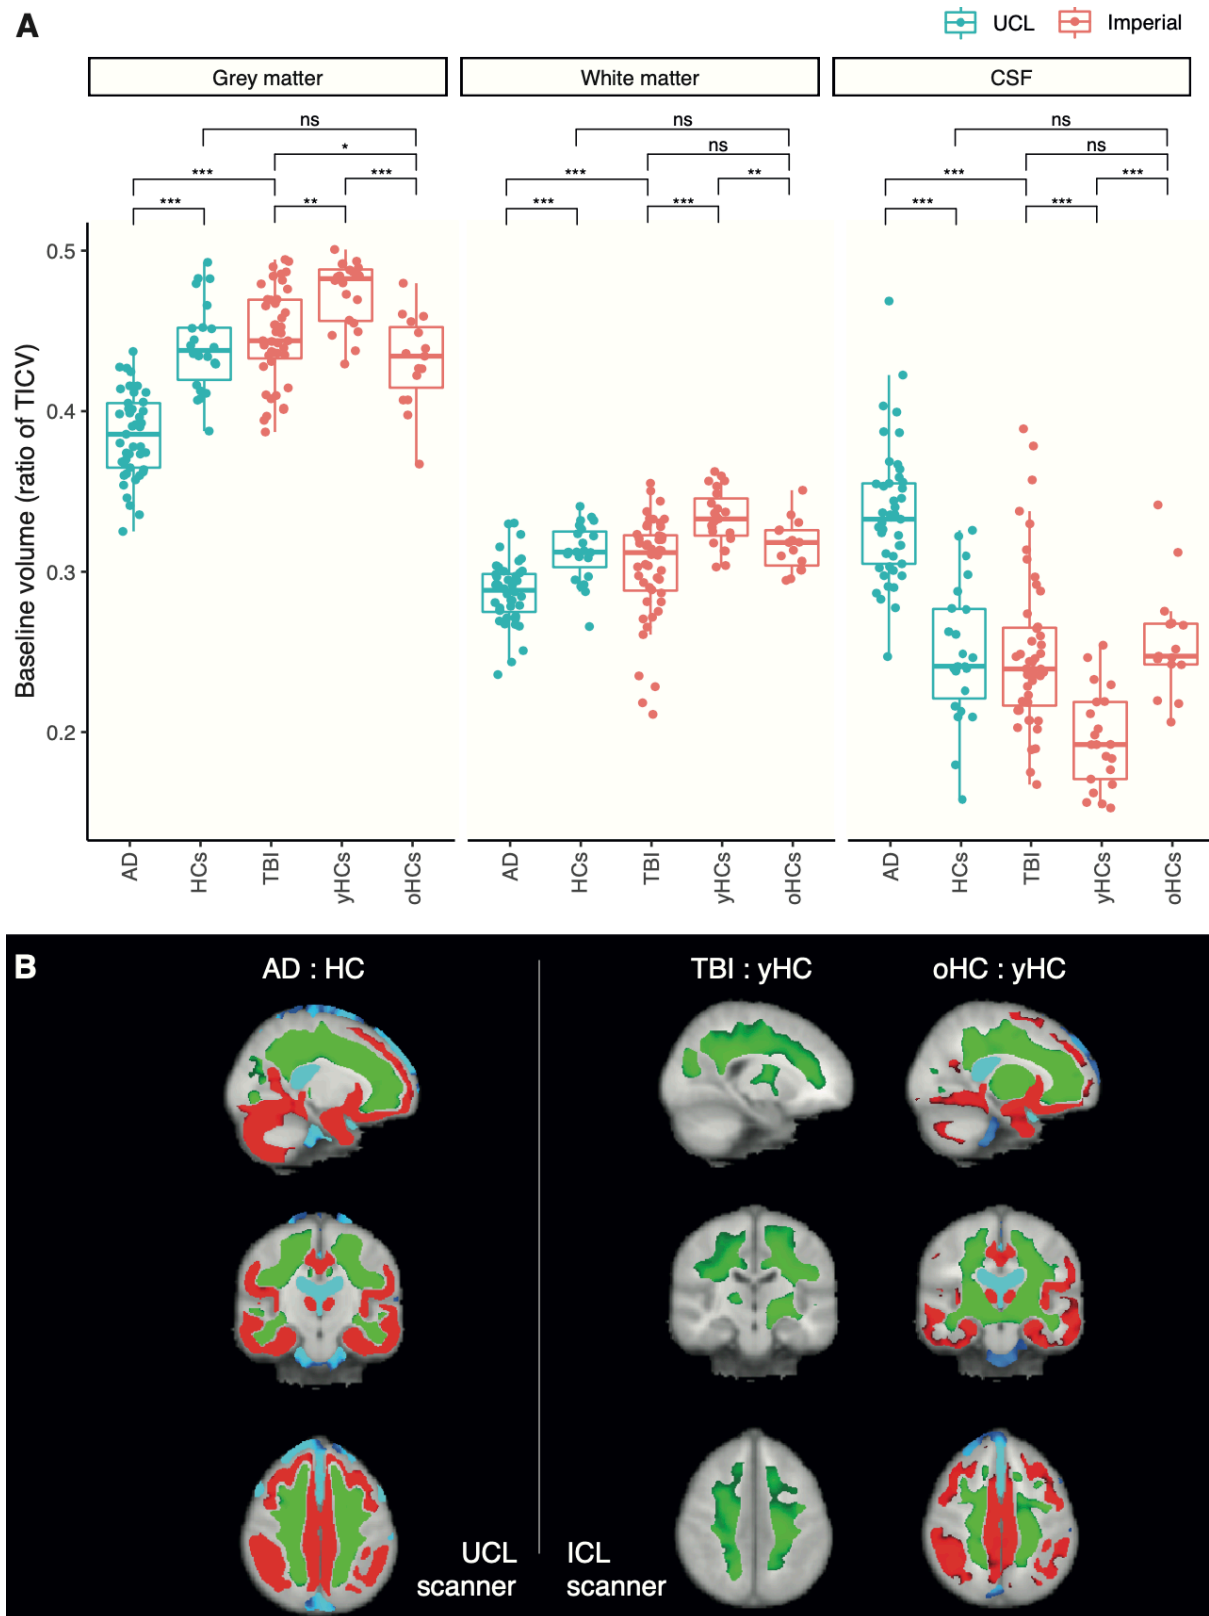 A
UCL Imperial
Grey matter White matter CSF
ns ns ns
* ns ns
*** *** *** ** *** ***
*** ** *** *** *** ***
0.5
0.4
0.3
0.2
Baseline volume (ratio of TICV)
AD HCs TBI yHCs oHCs AD HCs TBI yHCs oHCs AD HCs TBI yHCs oHCs
B AD : HC TBI : yHC oHC : yHC
UCL ICL
scanner scanner